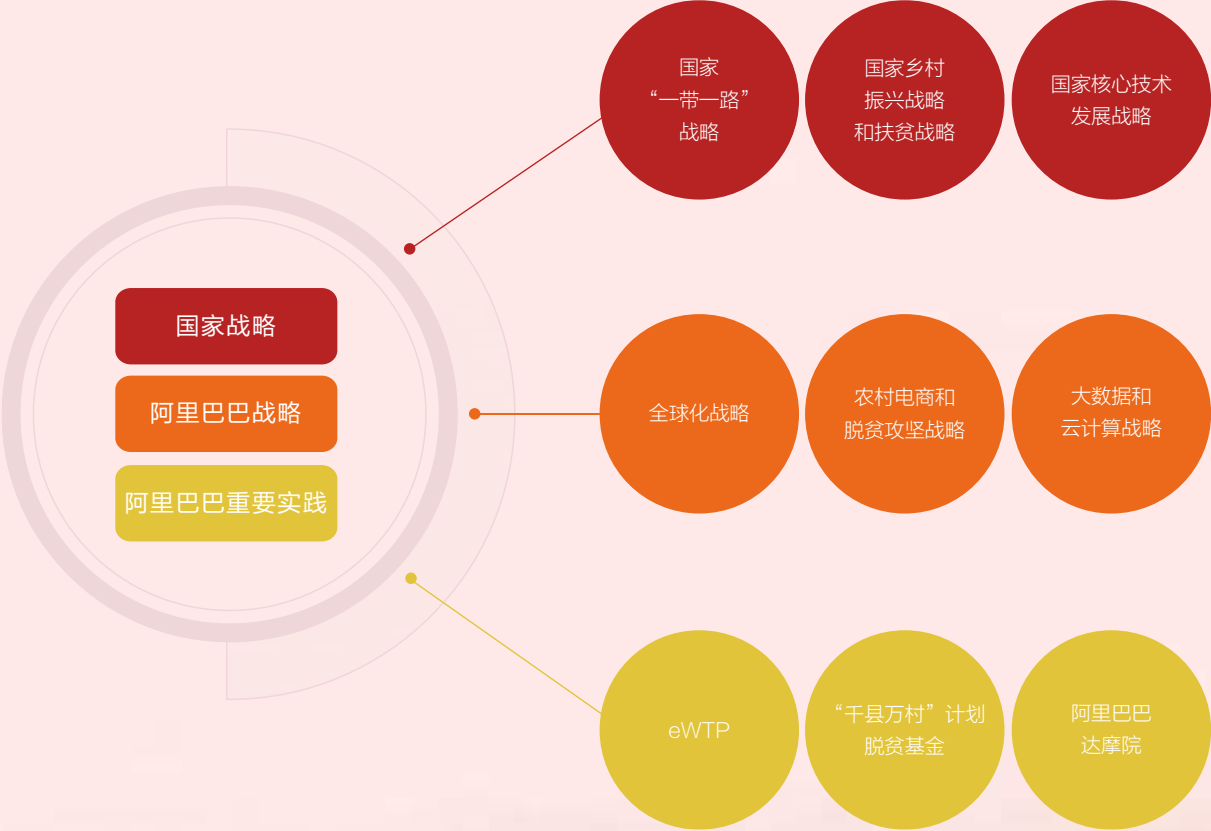 国家战略
阿里巴巴战略
阿里巴巴重要实践
国家
“一带一路”
战略
国家乡村
振兴战略
和扶贫战略
国家核心技术
发展战略
全球化战略
农村电商和
脱贫攻坚战略
大数据和
云计算战略
eWTP
“千县万村”计划
脱贫基金
阿里巴巴
达摩院